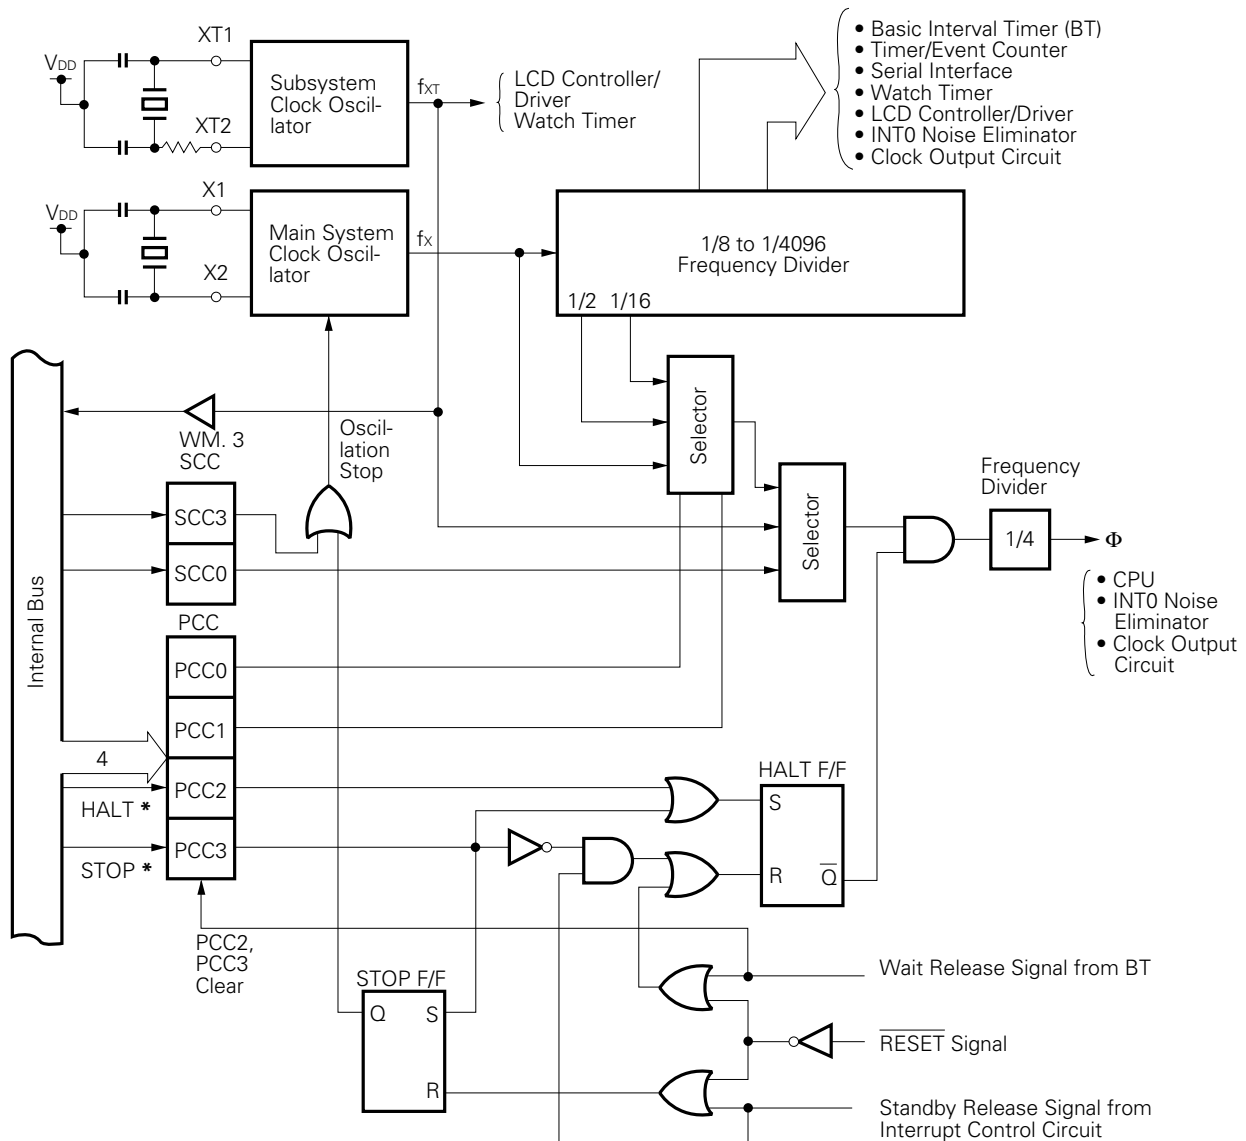 XT1
VDD
XT2
Subsystem
Clock Oscil-
lator
fXT
LCD Controller/
Driver
Watch Timer
• Basic Interval Timer (BT)
• Timer/Event Counter
• Serial Interface
• Watch Timer
• LCD Controller/Driver
• INT0 Noise Eliminator
• Clock Output Circuit
X1
VDD
X2
Main System
Clock Oscil-
lator
fX
1/8 to 1/4096
Frequency Divider
1/2 1/16
Internal Bus
WM. 3
SCC
Oscil-
lation
Stop
Selector
Selector
SCC3
SCC0
Frequency
Divider
1/4
Φ
• CPU
• INT0 Noise
Eliminator
• Clock Output
Circuit
PCC
PCC0
PCC1
4
PCC2
HALT *
PCC3
STOP *
HALT F/F
S
R
Q̅
PCC2,
PCC3
Clear
STOP F/F
Q S
R
Wait Release Signal from BT
R̅E̅S̅E̅T̅ Signal
Standby Release Signal from
Interrupt Control Circuit